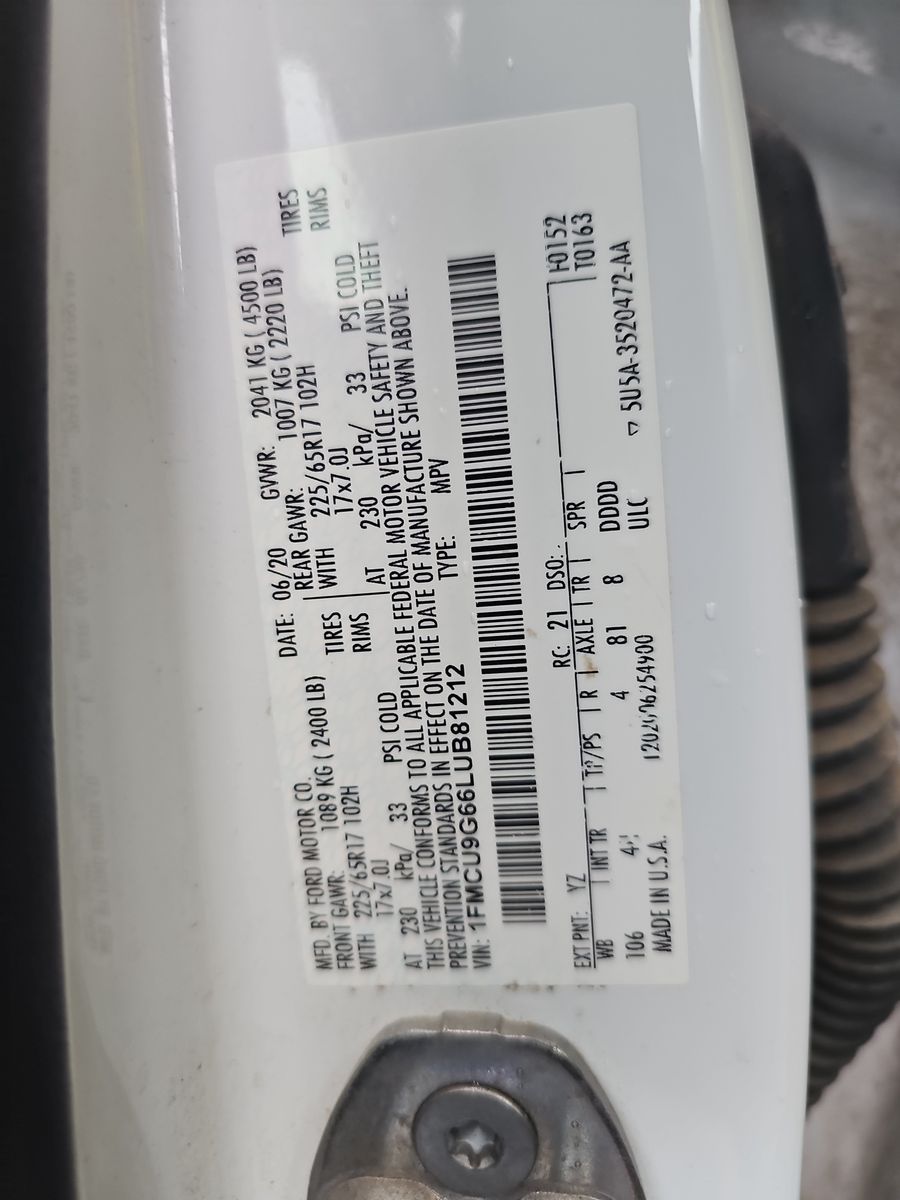 MFD. BY FORD MOTOR CO.
DATE: 06/20 GVWR: 2041 KG ( 4500 LB)
FRONT GAWR: 1089 KG ( 2400 LB) REAR GAWR: 1007 KG ( 2220 LB)
WITH 225/65R17 102H TIRES WITH 225/65R17 102H TIRES
17x7.0J RIMS 17x7.0J RIMS
AT 230 kPa/ 33 PSI COLD AT 230 kPa/ 33 PSI COLD
THIS VEHICLE CONFORMS TO ALL APPLICABLE FEDERAL MOTOR VEHICLE SAFETY AND THEFT
PREVENTION STANDARDS IN EFFECT ON THE DATE OF MANUFACTURE SHOWN ABOVE.
VIN: 1FMCU9G66LUB81212 TYPE: MPV
F0152
T0163
EXT PNT: YZ RC: 21 DSO:
WB INT TR TP/PS R AXLE TR SPR
106 4 81 8 DDDD
ULC
MADE IN U.S.A. ▽ 5U5A-3520472-AA